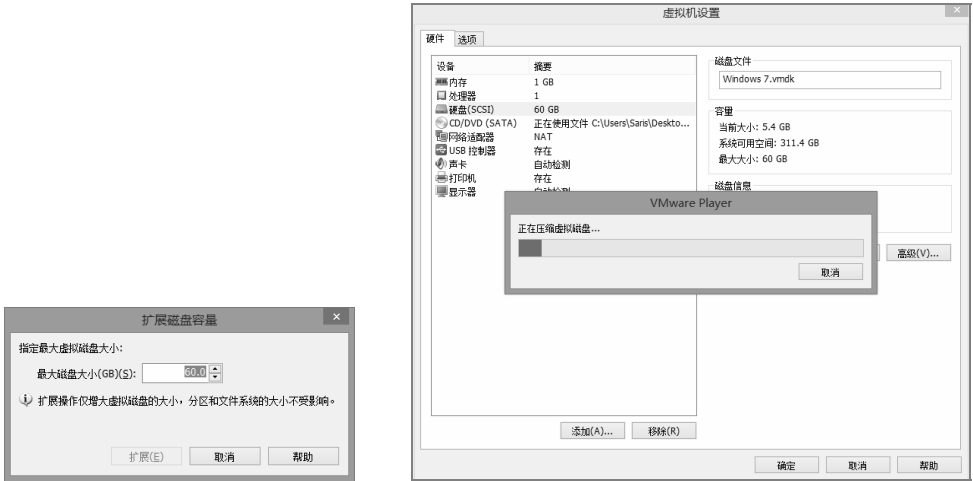 扩展磁盘容量
指定最大虚拟磁盘大小:
最大磁盘大小(GB)(S): 60.0
扩展操作仅增大虚拟磁盘的大小，分区和文件系统的大小不受影响。
扩展(E) 取消 帮助
虚拟机设置
硬件 选项
设备 摘要
内存 1 GB
处理器 1
硬盘(SCSI) 60 GB
CD/DVD (SATA) 正在使用文件 C:\Users\Saris\Deskto...
网络适配器 NAT
USB 控制器 存在
声卡 自动检测
打印机 存在
显示器 自动检测
添加(A)... 移除(R)
磁盘文件
Windows 7.vmdk
容量
当前大小: 5.4 GB
系统可用空间: 311.4 GB
最大大小: 60 GB
磁盘信息
高级(V)...
VMware Player
正在压缩虚拟磁盘...
取消
确定 取消 帮助